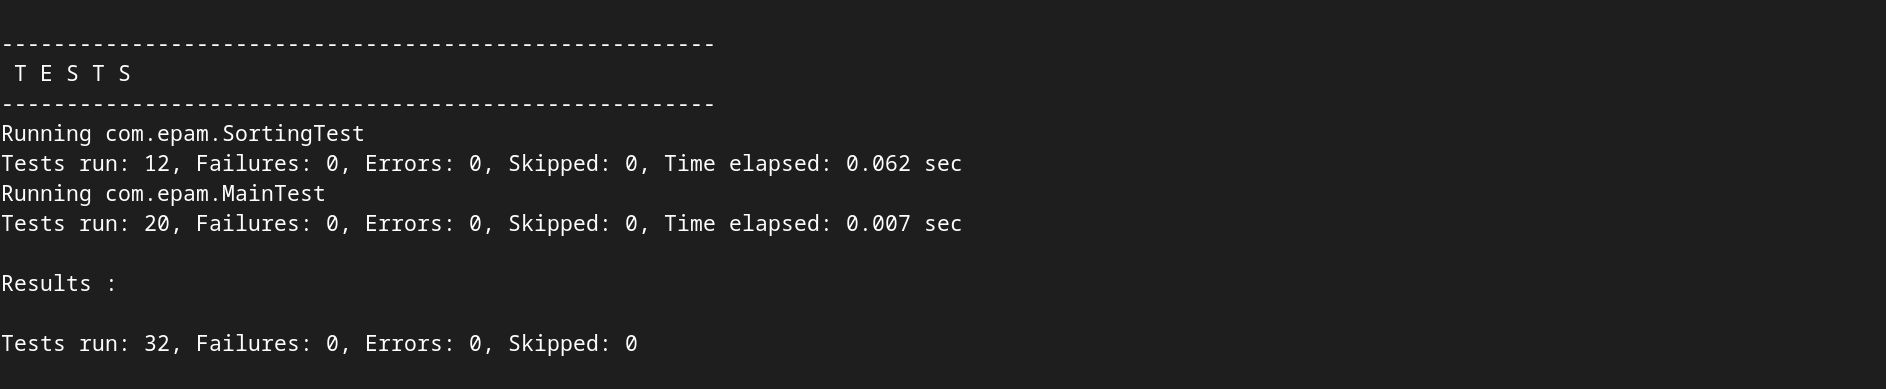 -------------------------------------------------------
 T E S T S
-------------------------------------------------------
Running com.epam.SortingTest
Tests run: 12, Failures: 0, Errors: 0, Skipped: 0, Time elapsed: 0.062 sec
Running com.epam.MainTest
Tests run: 20, Failures: 0, Errors: 0, Skipped: 0, Time elapsed: 0.007 sec

Results :

Tests run: 32, Failures: 0, Errors: 0, Skipped: 0